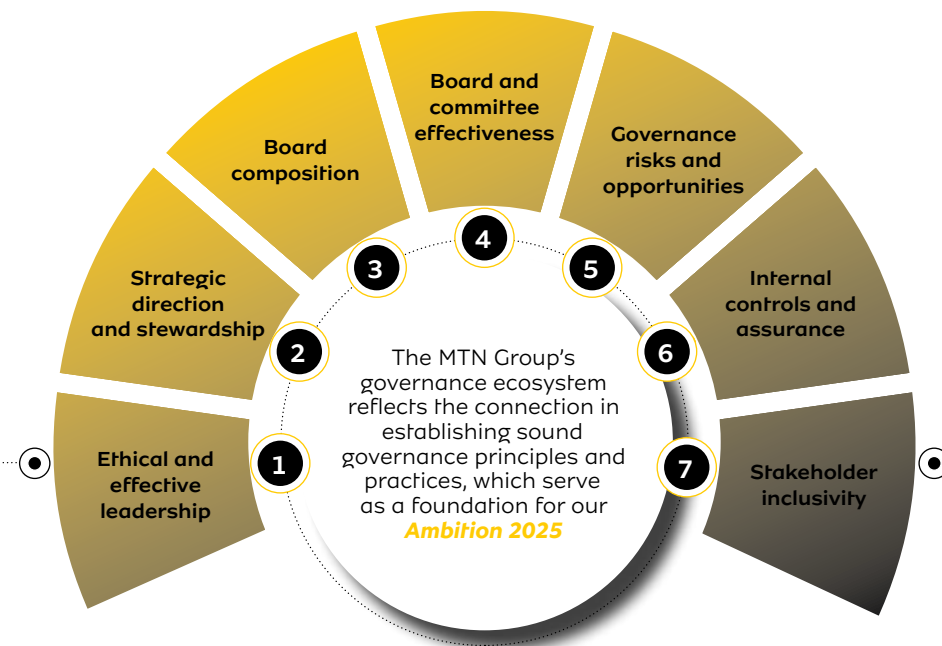 1
Ethical and
effective
leadership
2
Strategic
direction
and stewardship
3
Board
composition
4
Board and
committee
effectiveness
5
Governance
risks and
opportunities
6
Internal
controls and
assurance
7
Stakeholder
inclusivity
The MTN Group’s
governance ecosystem
reflects the connection in
establishing sound
governance principles and
practices, which serve
as a foundation for our
Ambition 2025